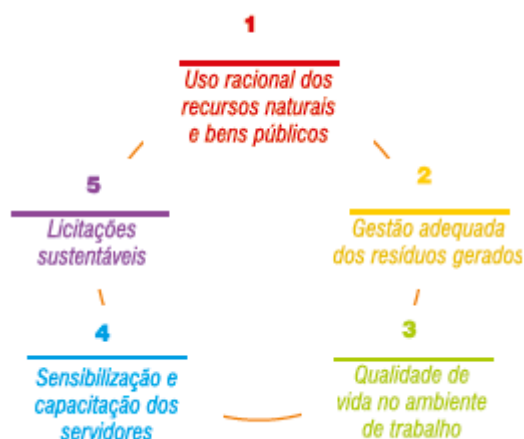 1
Uso racional dos
recursos naturais
e bens públicos
2
Gestão adequada
dos resíduos gerados
3
Qualidade de
vida no ambiente
de trabalho
4
Sensibilização e
capacitação dos
servidores
5
Licitações
sustentáveis